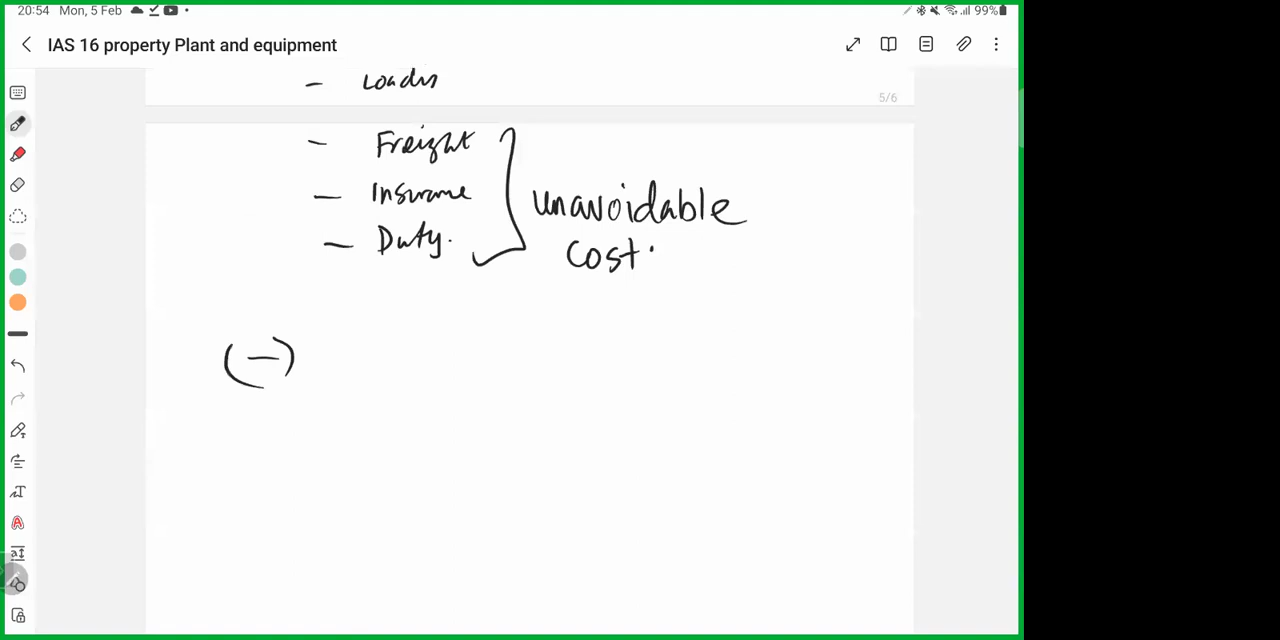 20:54 Mon, 5 Feb
99%
IAS 16 property Plant and equipment
- Loadin
5/6
- Freight
- Insurance
- Duty.
unavoidable
cost.
(-)